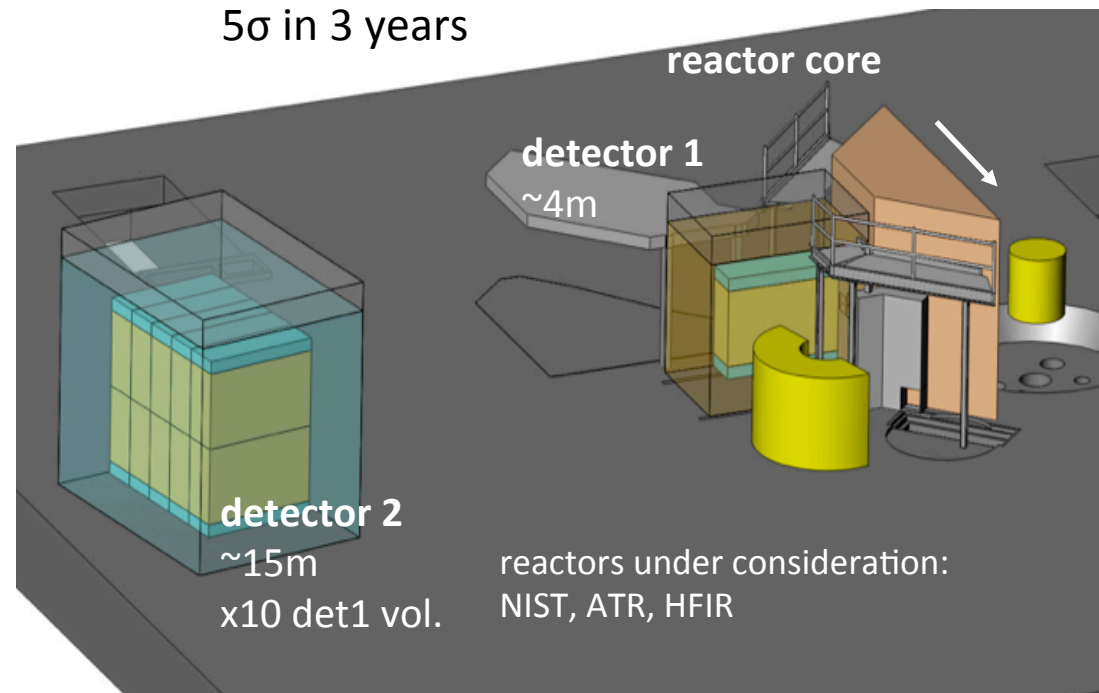 5σ in 3 years
reactor core
detector 1
~4m
detector 2
~15m
x10 det1 vol.
reactors under consideration:
NIST, ATR, HFIR